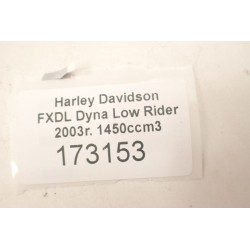 Harley Davidson
FXDL Dyna Low Rider
2003r. 1450ccm3
173153